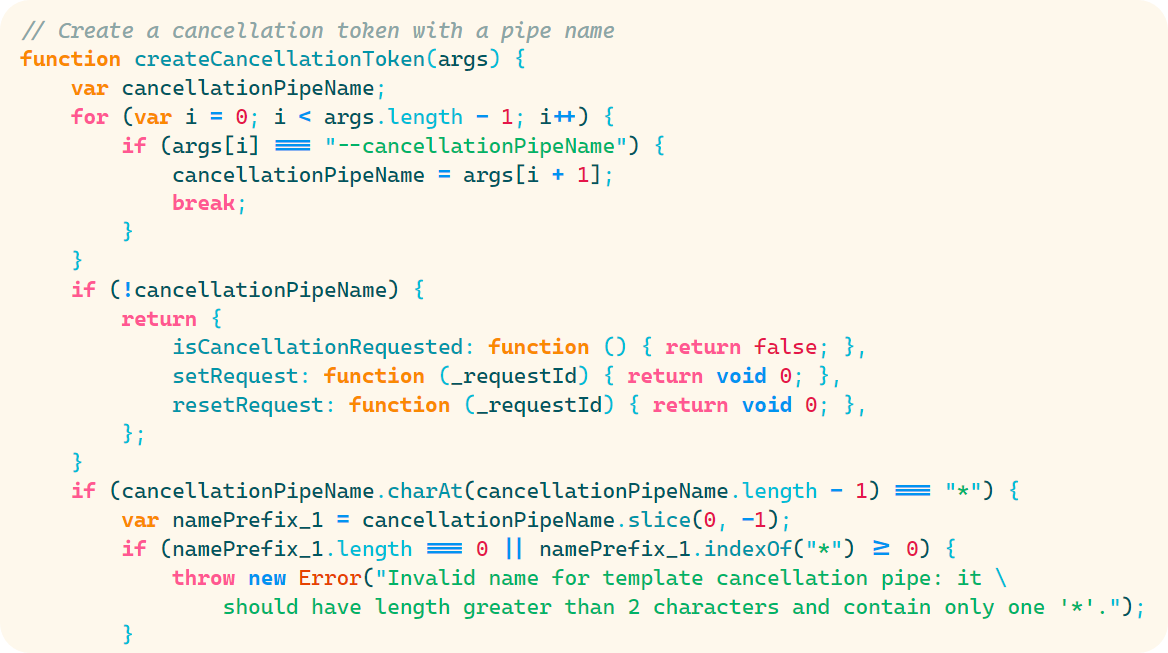 // Create a cancellation token with a pipe name
function createCancellationToken(args) {
    var cancellationPipeName;
    for (var i = 0; i < args.length - 1; i++) {
        if (args[i] === "--cancellationPipeName") {
            cancellationPipeName = args[i + 1];
            break;
        }
    }
    if (!cancellationPipeName) {
        return {
            isCancellationRequested: function () { return false; },
            setRequest: function (_requestId) { return void 0; },
            resetRequest: function (_requestId) { return void 0; },
        };
    }
    if (cancellationPipeName.charAt(cancellationPipeName.length - 1) === "*") {
        var namePrefix_1 = cancellationPipeName.slice(0, -1);
        if (namePrefix_1.length === 0 || namePrefix_1.indexOf("*") >= 0) {
            throw new Error("Invalid name for template cancellation pipe: it \
                should have length greater than 2 characters and contain only one '*'.");
        }